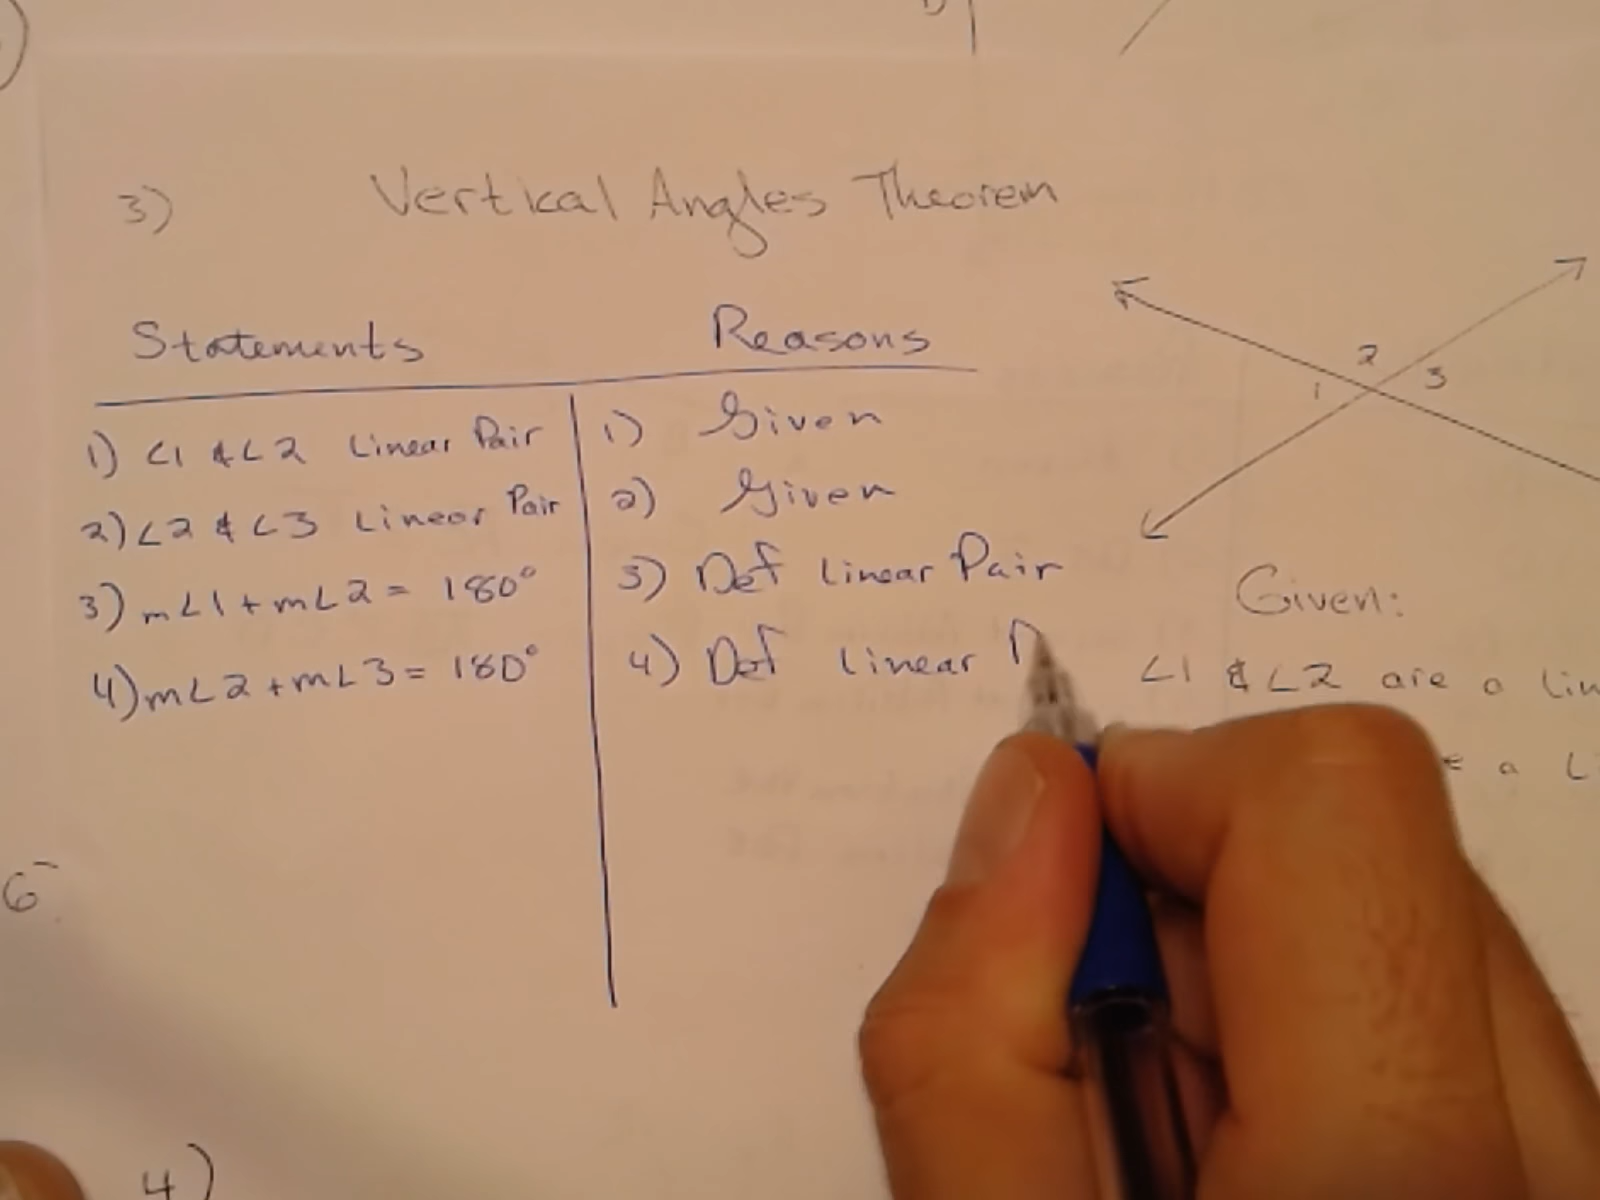 3) Vertical Angles Theorem
Statements Reasons
1) ∠1 & ∠2 Linear Pair 1) Given
2) ∠2 & ∠3 Linear Pair 2) Given
3) m∠1 + m∠2 = 180° 3) Def Linear Pair
4) m∠2 + m∠3 = 180° 4) Def Linear P
1 2 3
Given:
∠1 & ∠2 are a Lin
a Li
6
4)